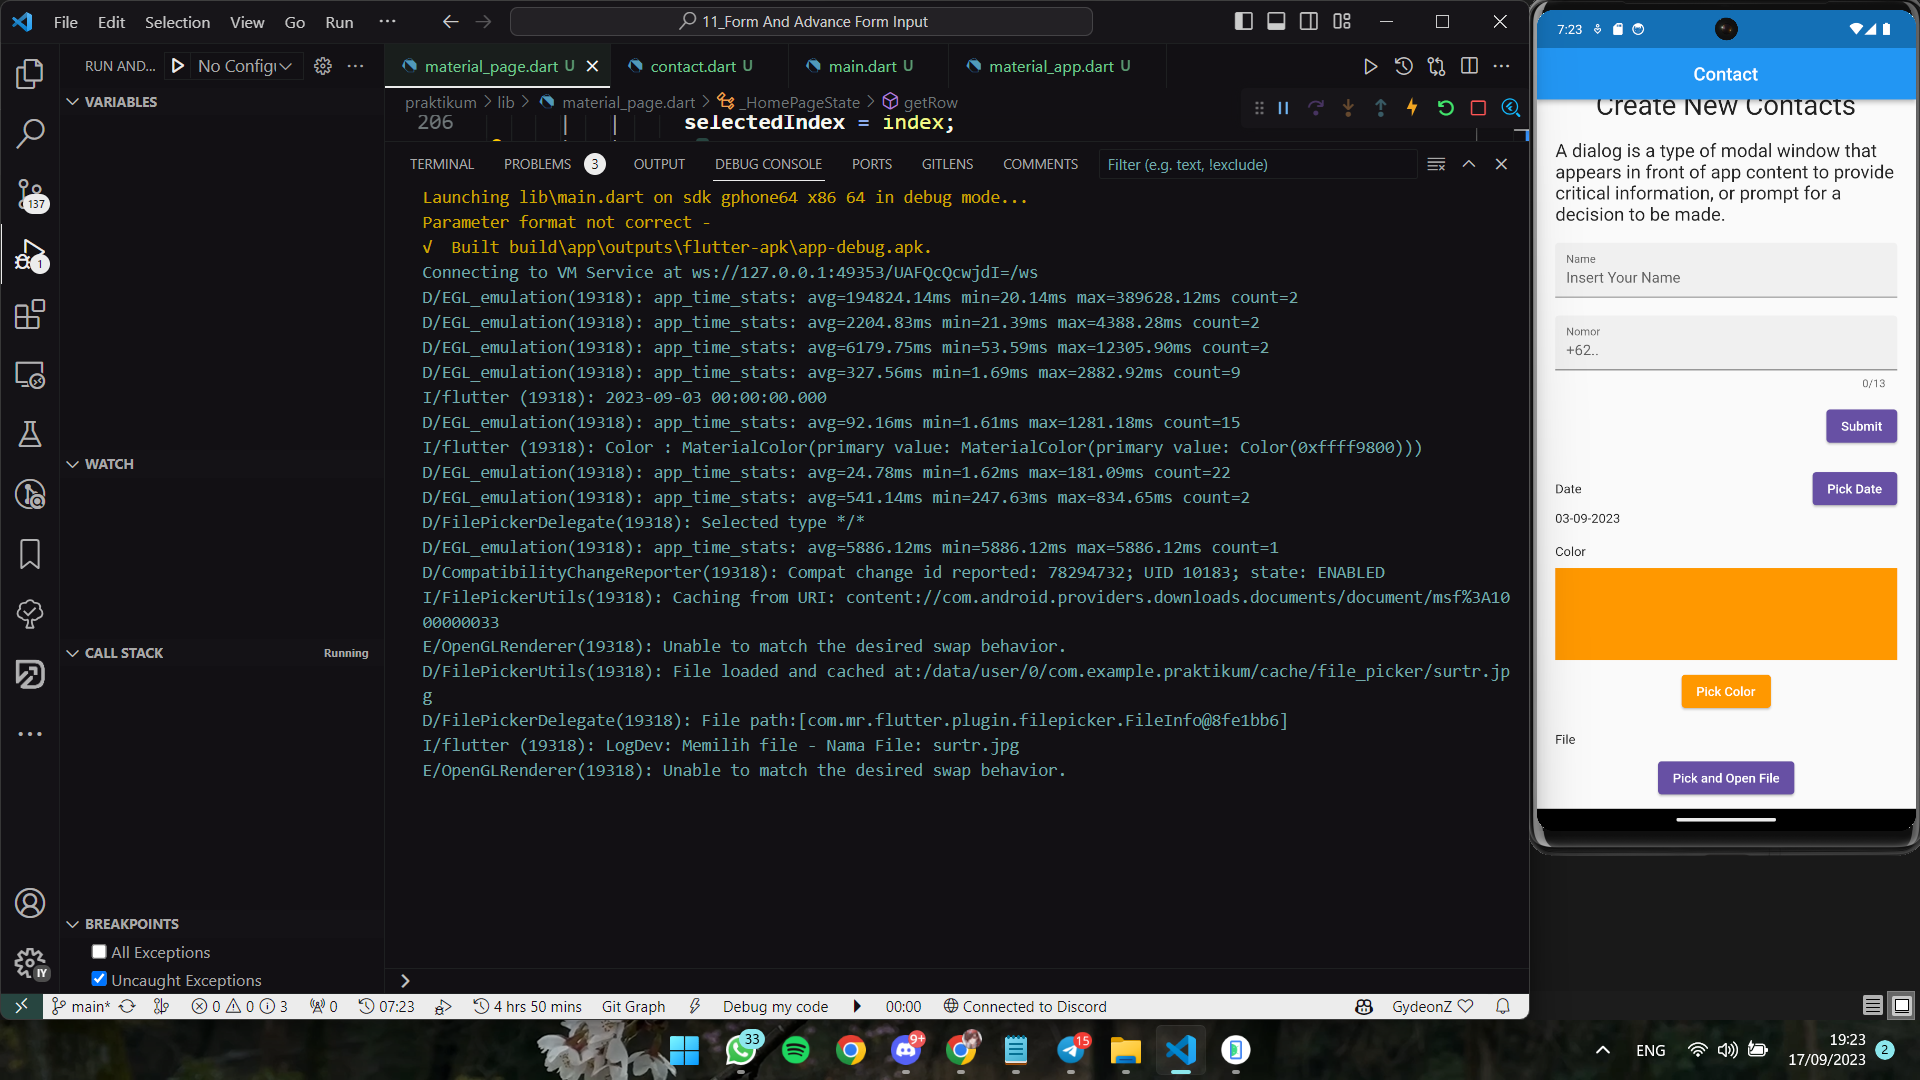 File Edit Selection View Go Run ···
11_Form And Advance Form Input
RUN AND... No Config
material_page.dart U
contact.dart U
main.dart U
material_app.dart U
praktikum > lib > material_page.dart > _HomePageState > getRow
206 selectedIndex = index;
VARIABLES
WATCH
CALL STACK
Running
BREAKPOINTS
All Exceptions
Uncaught Exceptions
137
1
IY
TERMINAL PROBLEMS 3 OUTPUT DEBUG CONSOLE PORTS GITLENS COMMENTS
Filter (e.g. text, !exclude)
Launching lib\main.dart on sdk gphone64 x86 64 in debug mode...
Parameter format not correct -
√ Built build\app\outputs\flutter-apk\app-debug.apk.
Connecting to VM Service at ws://127.0.0.1:49353/UAFQcQcwjdI=/ws
D/EGL_emulation(19318): app_time_stats: avg=194824.14ms min=20.14ms max=389628.12ms count=2
D/EGL_emulation(19318): app_time_stats: avg=2204.83ms min=21.39ms max=4388.28ms count=2
D/EGL_emulation(19318): app_time_stats: avg=6179.75ms min=53.59ms max=12305.90ms count=2
D/EGL_emulation(19318): app_time_stats: avg=327.56ms min=1.69ms max=2882.92ms count=9
I/flutter (19318): 2023-09-03 00:00:00.000
D/EGL_emulation(19318): app_time_stats: avg=92.16ms min=1.61ms max=1281.18ms count=15
I/flutter (19318): Color : MaterialColor(primary value: MaterialColor(primary value: Color(0xffff9800)))
D/EGL_emulation(19318): app_time_stats: avg=24.78ms min=1.62ms max=181.09ms count=22
D/EGL_emulation(19318): app_time_stats: avg=541.14ms min=247.63ms max=834.65ms count=2
D/FilePickerDelegate(19318): Selected type */*
D/EGL_emulation(19318): app_time_stats: avg=5886.12ms min=5886.12ms max=5886.12ms count=1
D/CompatibilityChangeReporter(19318): Compat change id reported: 78294732; UID 10183; state: ENABLED
I/FilePickerUtils(19318): Caching from URI: content://com.android.providers.downloads.documents/document/msf%3A10
00000033
E/OpenGLRenderer(19318): Unable to match the desired swap behavior.
D/FilePickerUtils(19318): File loaded and cached at:/data/user/0/com.example.praktikum/cache/file_picker/surtr.jp
g
D/FilePickerDelegate(19318): File path:[com.mr.flutter.plugin.filepicker.FileInfo@8fe1bb6]
I/flutter (19318): LogDev: Memilih file - Nama File: surtr.jpg
E/OpenGLRenderer(19318): Unable to match the desired swap behavior.
main* 0 0 3 0 07:23 4 hrs 50 mins Git Graph Debug my code 00:00 Connected to Discord GydeonZ
7:23
Contact
Create New Contacts
A dialog is a type of modal window that
appears in front of app content to provide
critical information, or prompt for a
decision to be made.
Name
Insert Your Name
Nomor
+62..
0/13
Submit
Date
Pick Date
03-09-2023
Color
Pick Color
File
Pick and Open File
33
9+
15
ENG
19:23
17/09/2023
2